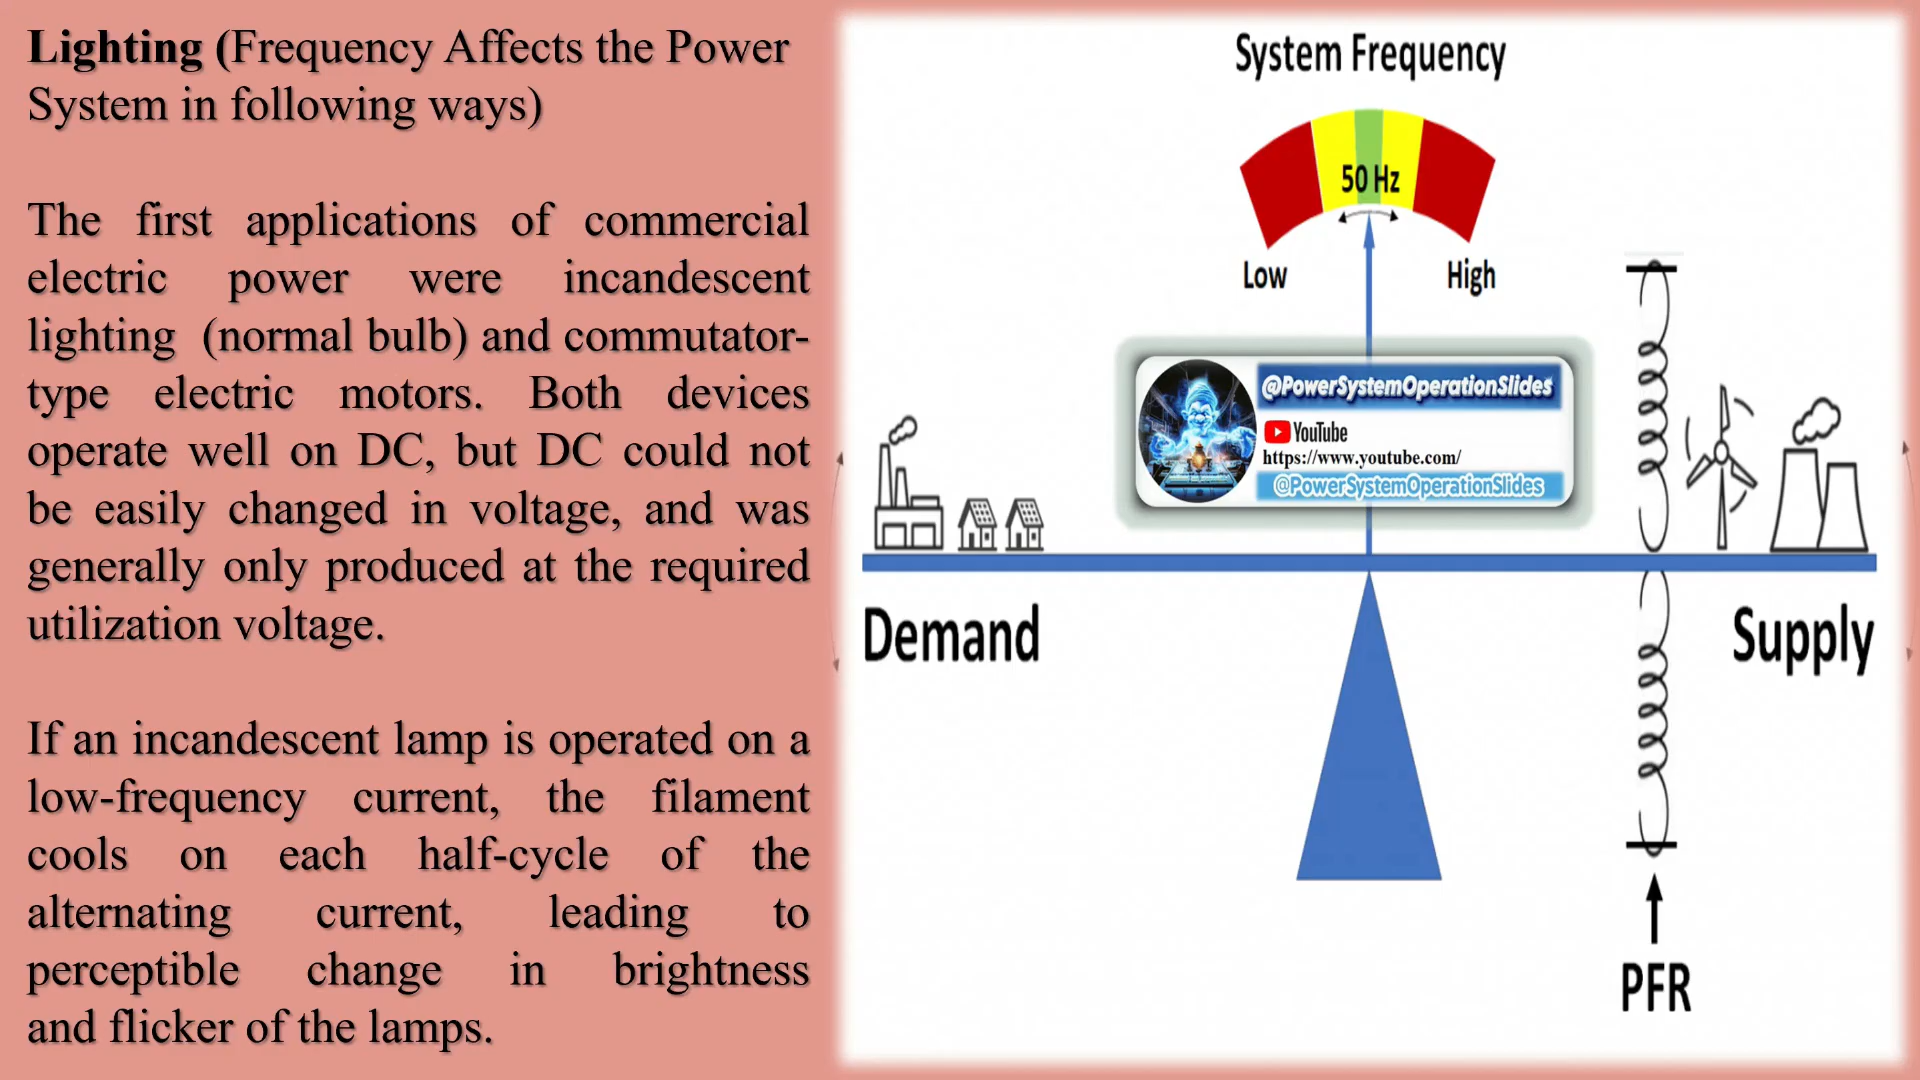 Lighting (Frequency Affects the Power
System in following ways)
The first applications of commercial
electric power were incandescent
lighting (normal bulb) and commutator-
type electric motors. Both devices
operate well on DC, but DC could not
be easily changed in voltage, and was
generally only produced at the required
utilization voltage.
If an incandescent lamp is operated on a
low-frequency current, the filament
cools on each half-cycle of the
alternating current, leading to
perceptible change in brightness
and flicker of the lamps.
System Frequency
50 Hz
Low
High
@PowerSystemOperationSlides
YouTube
https://www.youtube.com/
@PowerSystemOperationSlides
Demand
Supply
PFR